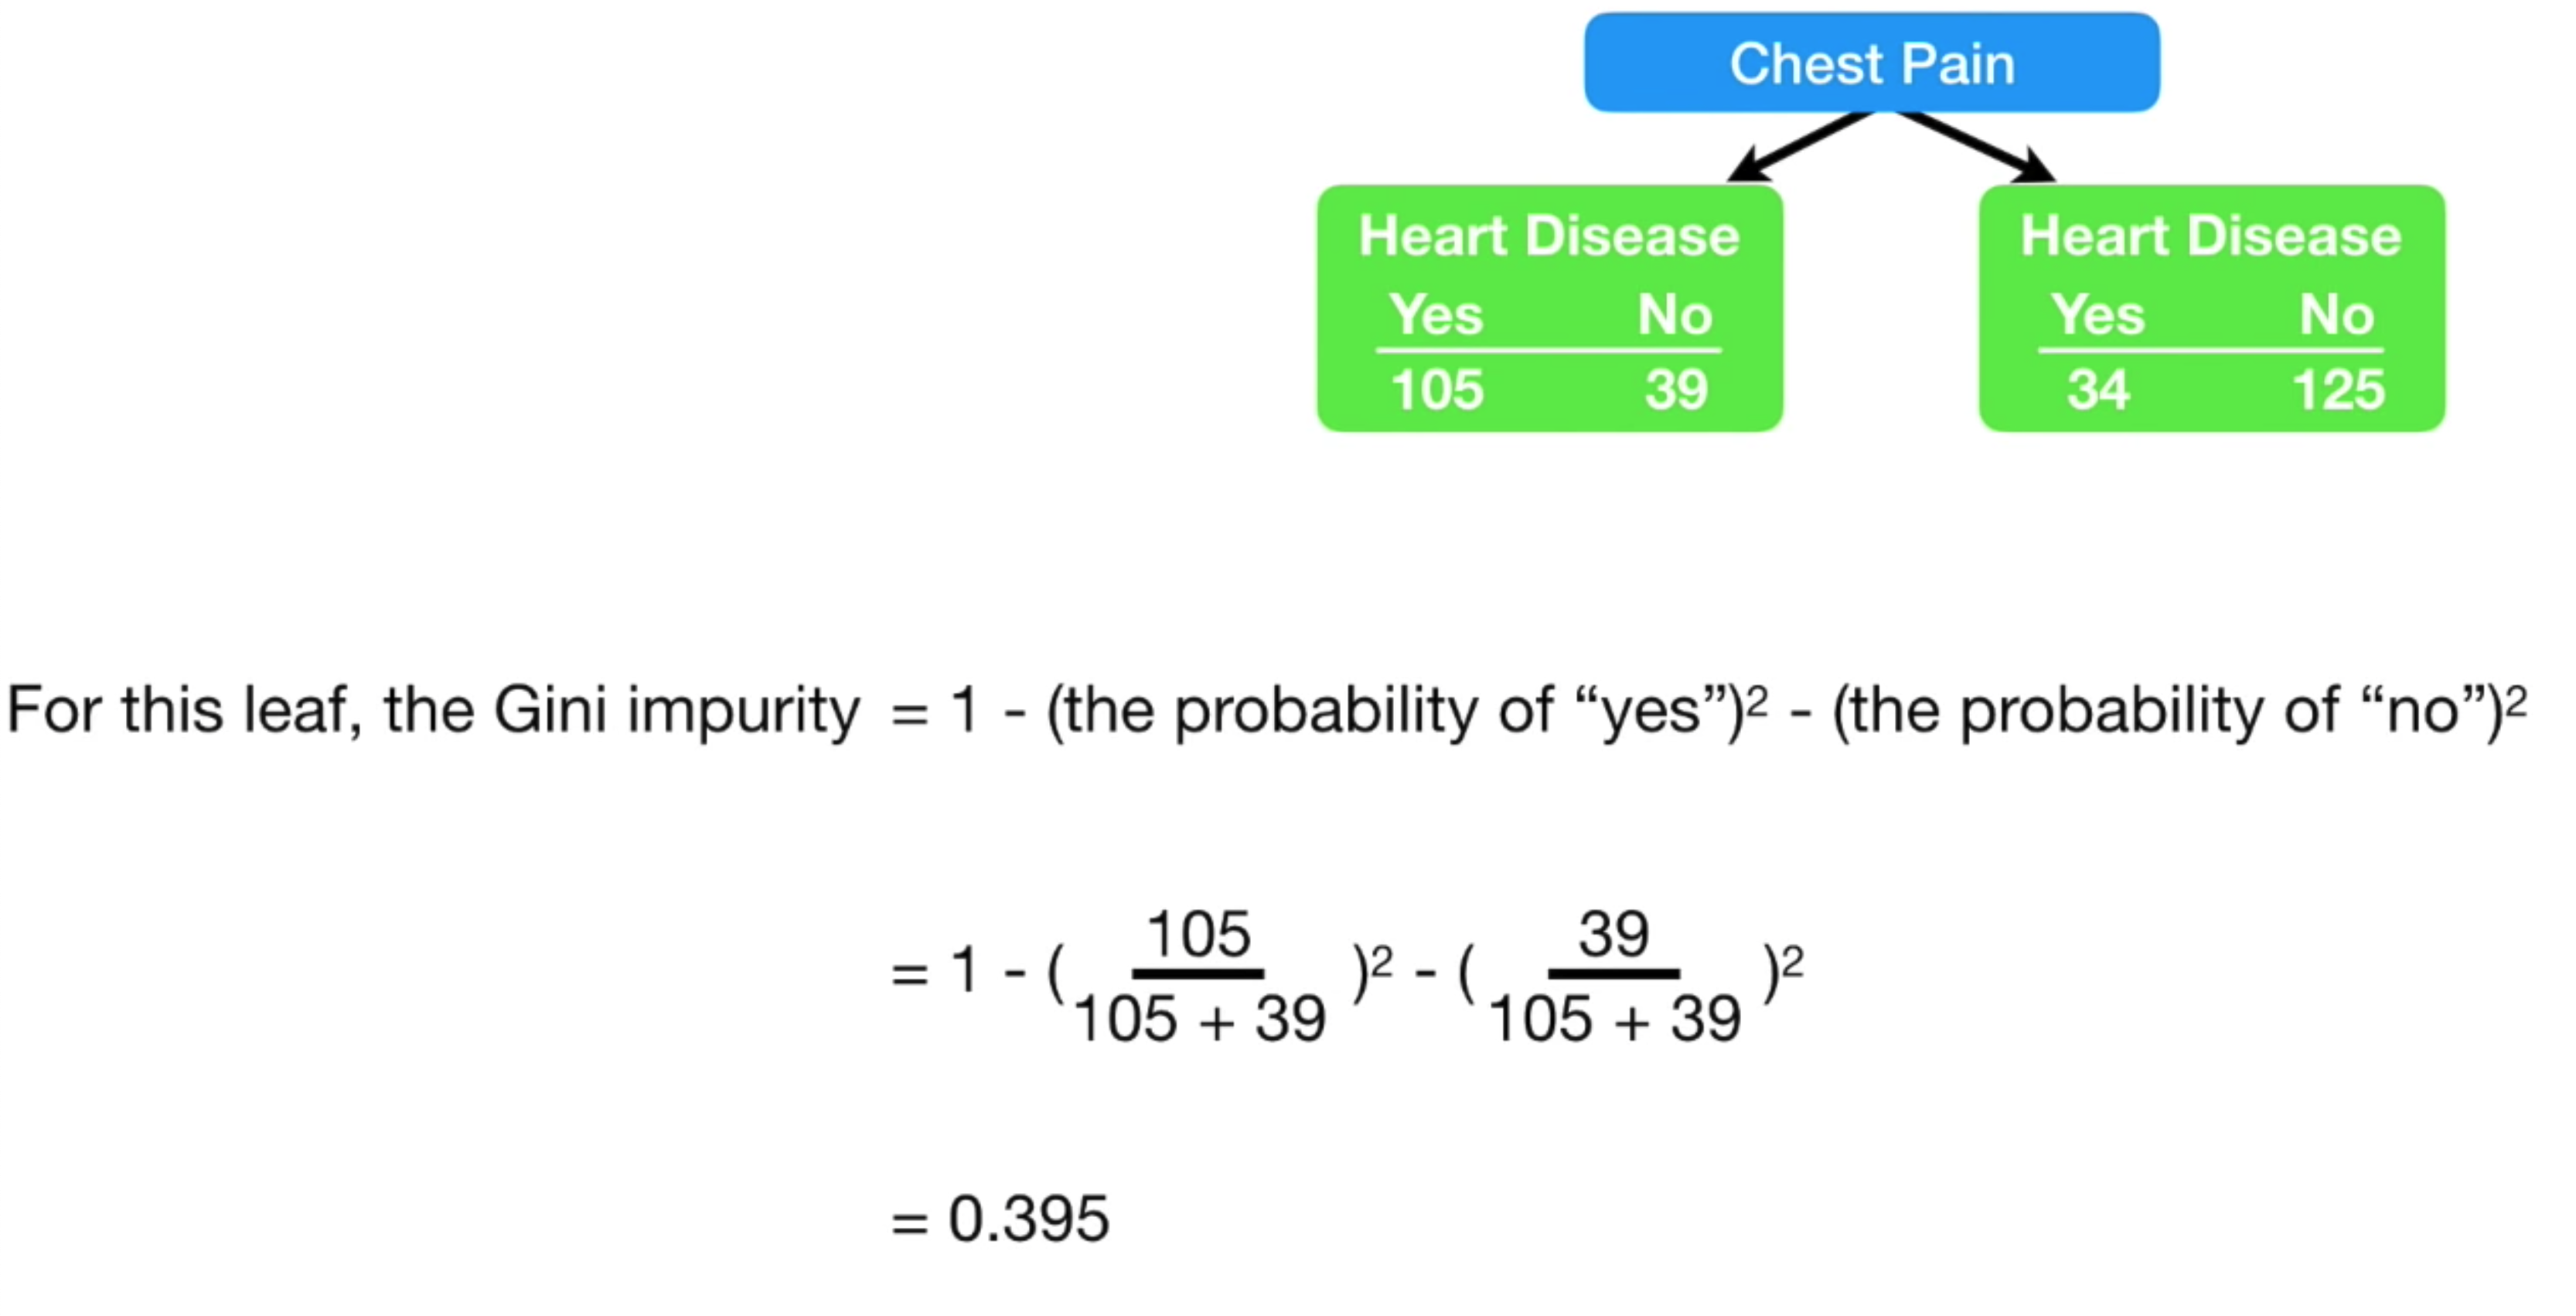 Chest Pain
Heart Disease
Yes No
105 39
Heart Disease
Yes No
34 125
For this leaf, the Gini impurity = 1 - (the probability of “yes”)² - (the probability of “no”)²
= 1 - ( 105 / 105 + 39 )² - ( 39 / 105 + 39 )²
= 0.395